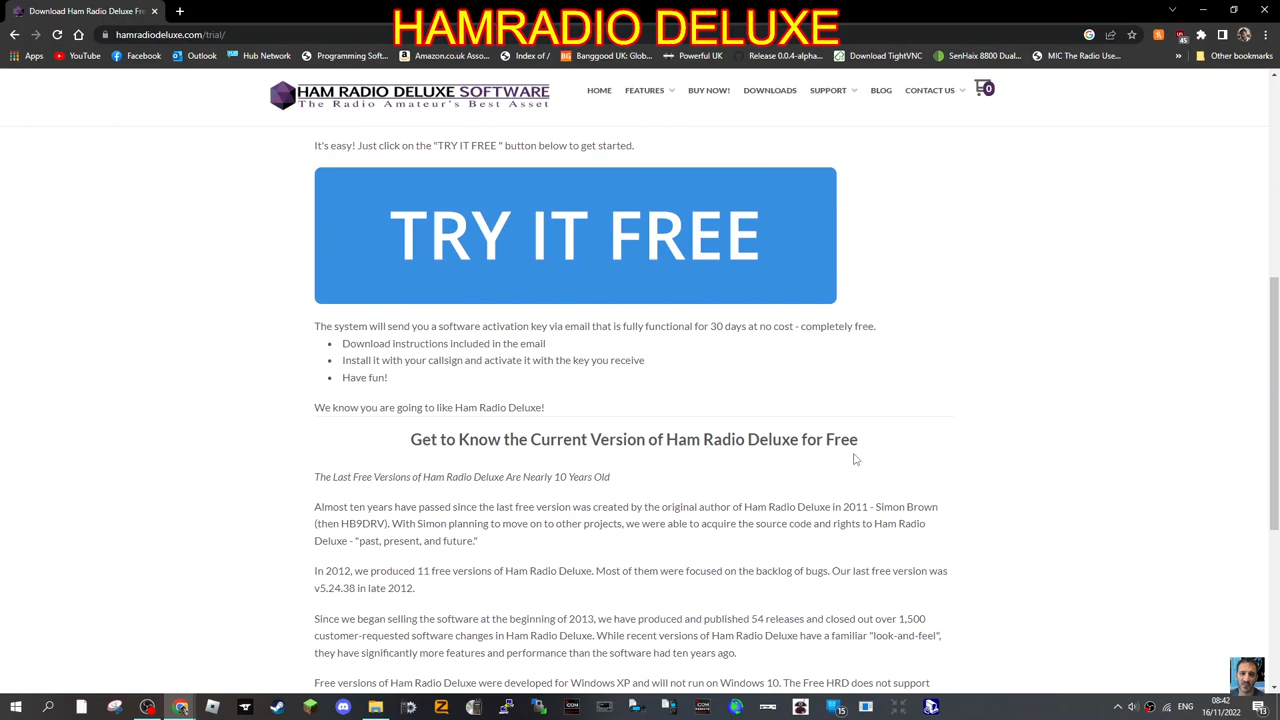 HAMRADIO DELUXE
hamradiodeluxe.com/trial/
Apps
YouTube
Facebook
Outlook
Amazon.co.uk Asso...
Index of /
BG
Banggood UK: Glob...
Powerful UK
Release 0.0.4-alpha...
Download TightVNC
SenHaix 8800 Dual...
MIC The Radio...
»
Other bookmarks
HAM RADIO DELUXE SOFTWARE
The Radio Amateur's Best Asset
HOME FEATURES BUY NOW! DOWNLOADS SUPPORT BLOG CONTACT US 0
It's easy! Just click on the "TRY IT FREE " button below to get started.
TRY IT FREE
The system will send you a software activation key via email that is fully functional for 30 days at no cost - completely free.
• Download instructions included in the email
• Install it with your callsign and activate it with the key you receive
• Have fun!
We know you are going to like Ham Radio Deluxe!
Get to Know the Current Version of Ham Radio Deluxe for Free
The Last Free Versions of Ham Radio Deluxe Are Nearly 10 Years Old
Almost ten years have passed since the last free version was created by the original author of Ham Radio Deluxe in 2011 - Simon Brown
(then HB9DRV). With Simon planning to move on to other projects, we were able to acquire the source code and rights to Ham Radio
Deluxe - "past, present, and future."
In 2012, we produced 11 free versions of Ham Radio Deluxe. Most of them were focused on the backlog of bugs. Our last free version was
v5.24.38 in late 2012.
Since we began selling the software at the beginning of 2013, we have produced and published 54 releases and closed out over 1,500
customer-requested software changes in Ham Radio Deluxe. While recent versions of Ham Radio Deluxe have a familiar "look-and-feel",
they have significantly more features and performance than the software had ten years ago.
Free versions of Ham Radio Deluxe were developed for Windows XP and will not run on Windows 10. The Free HRD does not support
COM
COM
15
08:42
16/11/2022